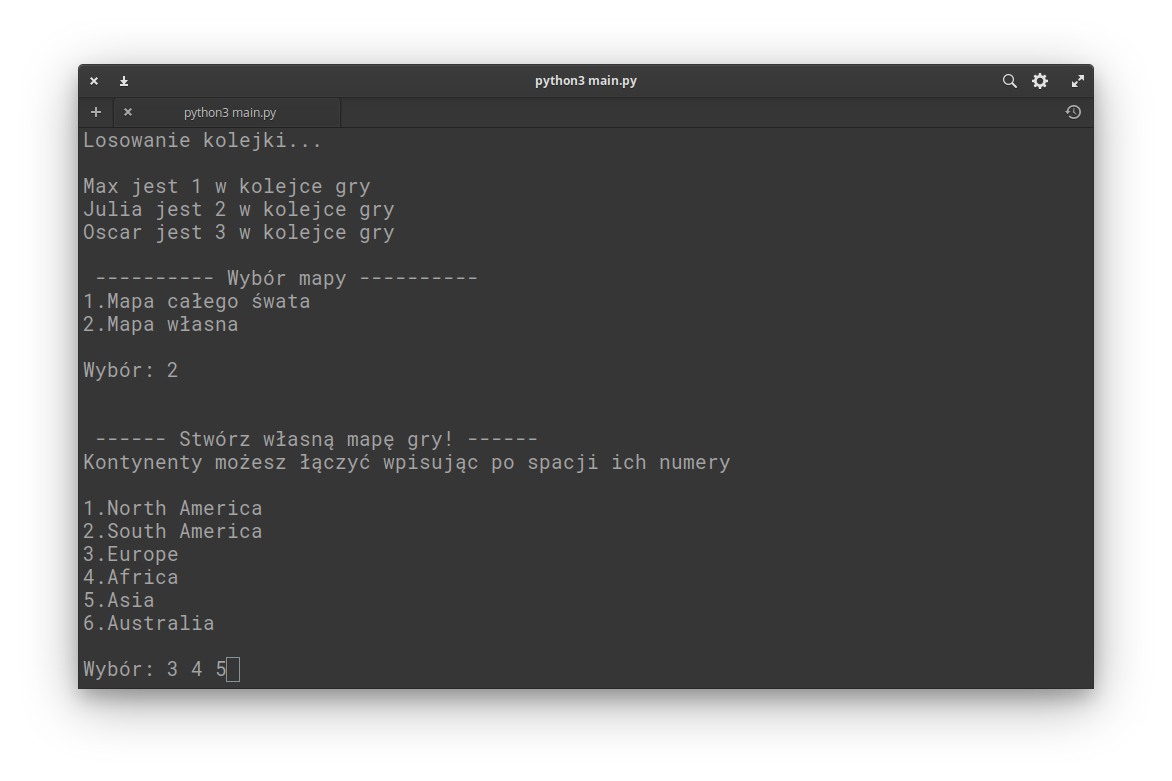 python3 main.py
python3 main.py
Losowanie kolejki...
Max jest 1 w kolejce gry
Julia jest 2 w kolejce gry
Oscar jest 3 w kolejce gry
---------- Wybór mapy ----------
1.Mapa całego śwata
2.Mapa własna
Wybór: 2
------ Stwórz własną mapę gry! ------
Kontynenty możesz łączyć wpisując po spacji ich numery
1.North America
2.South America
3.Europe
4.Africa
5.Asia
6.Australia
Wybór: 3 4 5